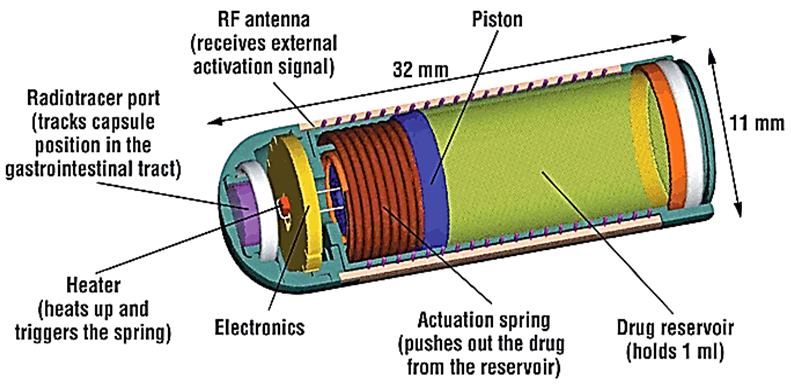 RF antenna
(receives external
activation signal)
Piston
32 mm
Radiotracer port
(tracks capsule
position in the
gastrointestinal tract)
11 mm
Heater
(heats up and
triggers the spring)
Electronics
Actuation spring
(pushes out the drug
from the reservoir)
Drug reservoir
(holds 1 ml)